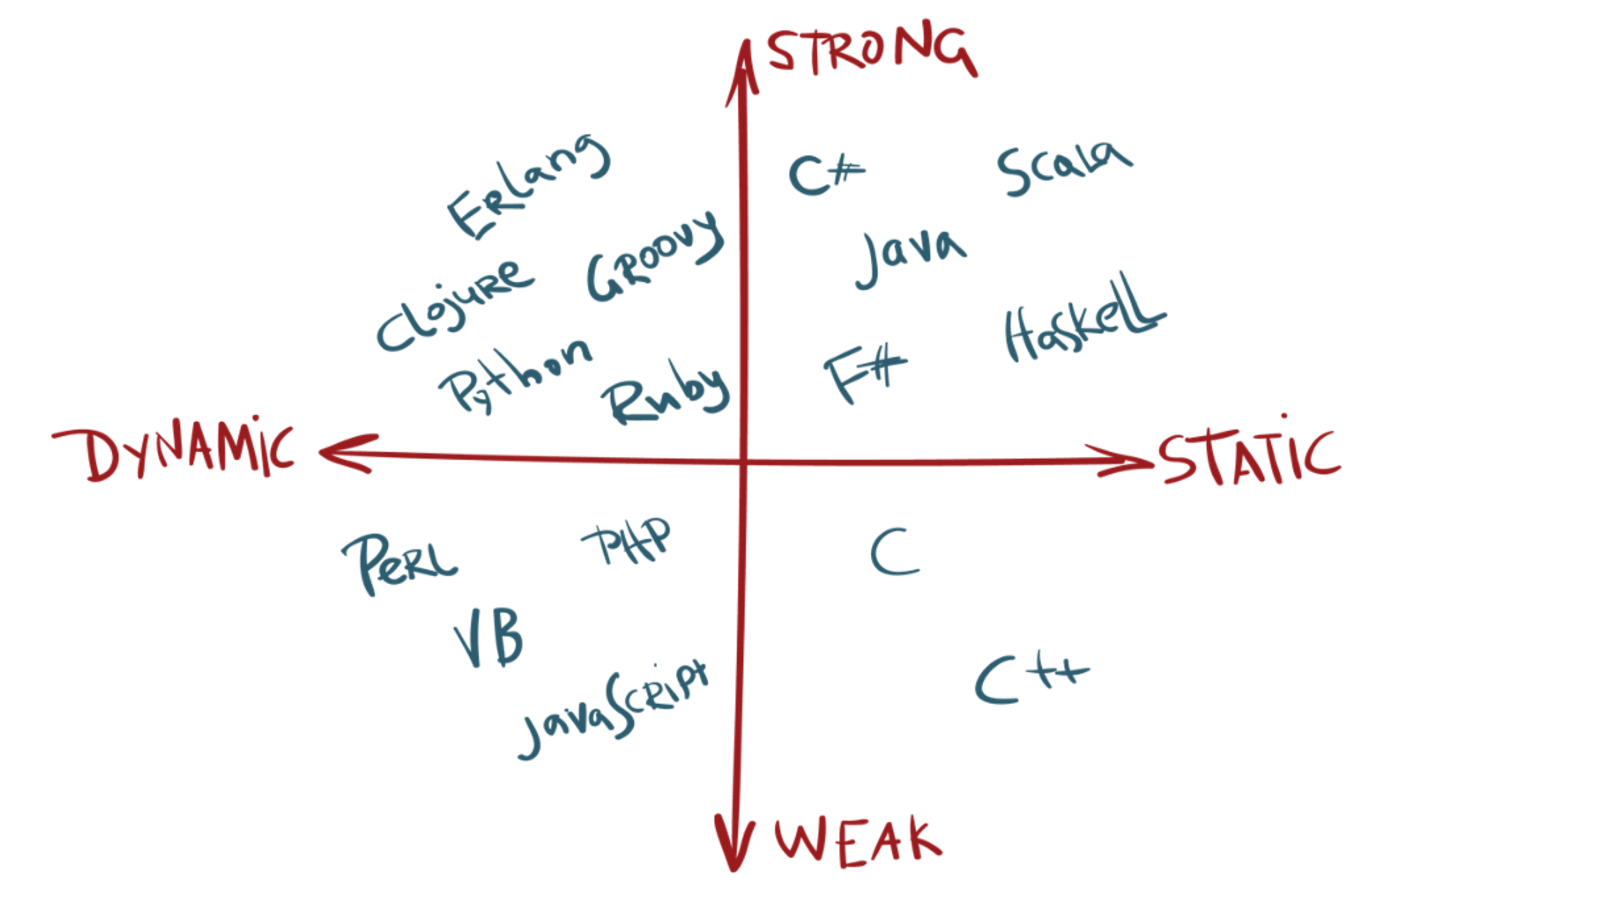 STRONG
Erlang
C#
Scala
Groovy
Java
Clojure
Haskell
Python
Ruby
F#
DYNAMIC
STATIC
Perl
PHP
C
VB
JavaScript
C++
WEAK